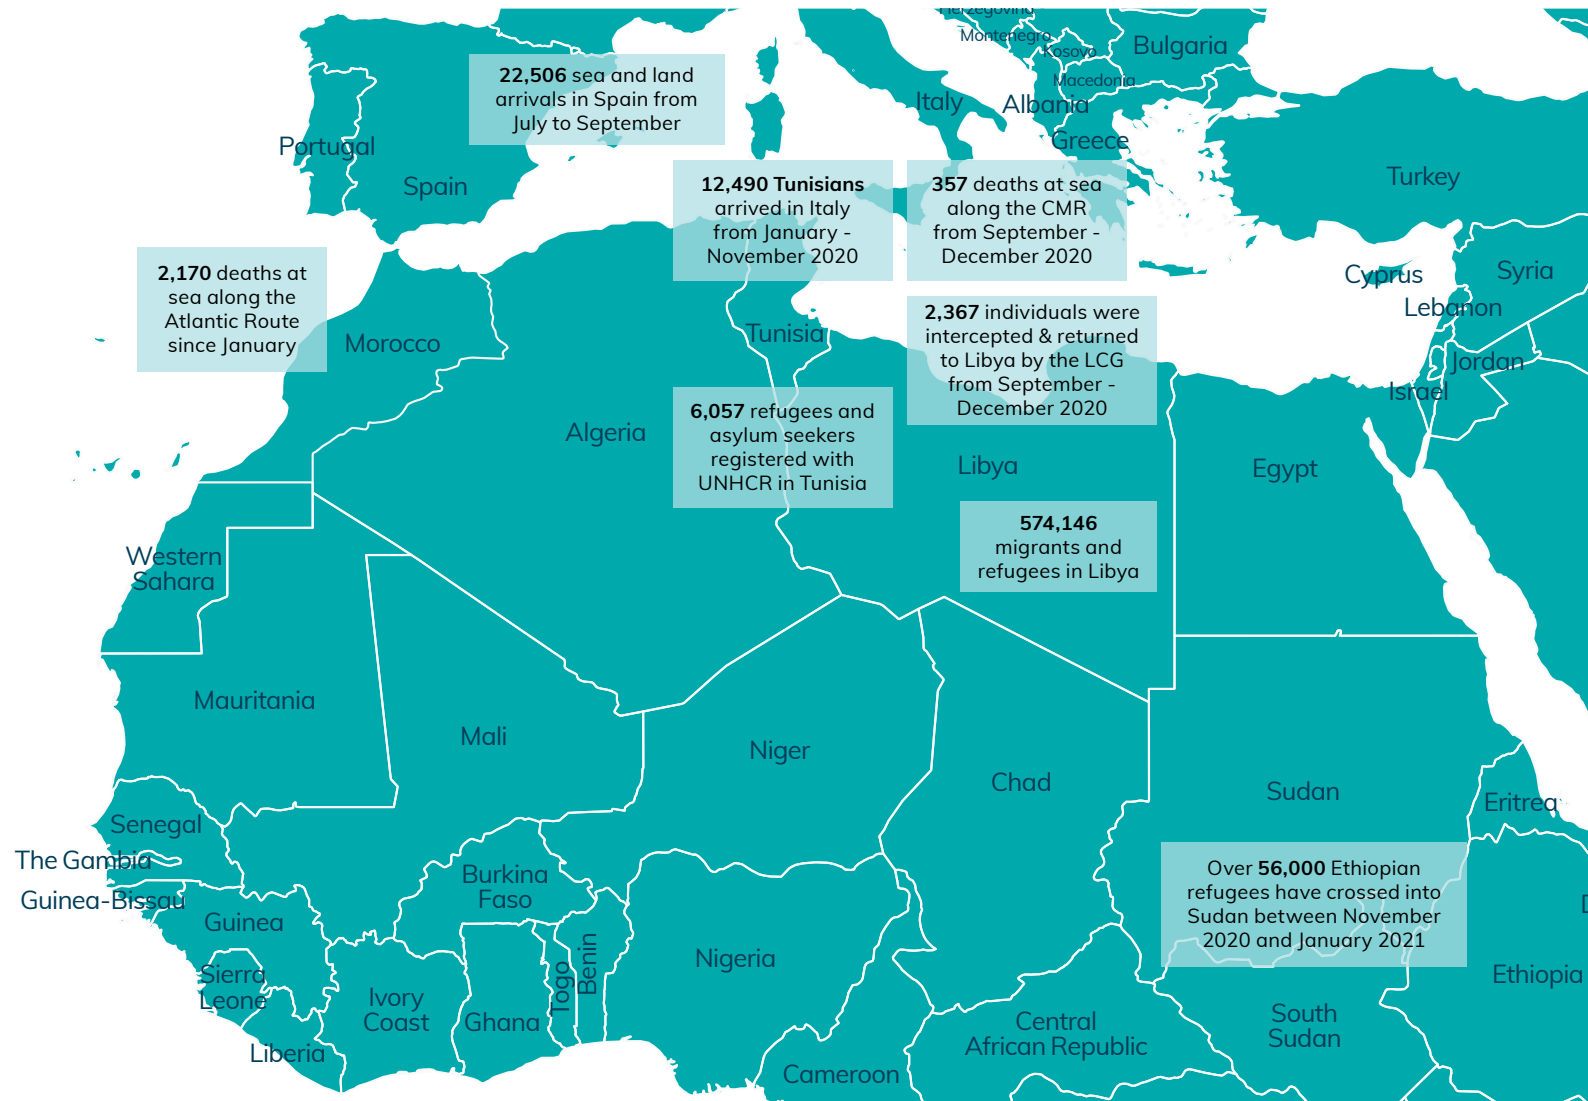 Herzegovina
Montenegro
Kosovo
Bulgaria
Macedonia
Italy
Albania
Greece
Turkey
Portugal
Spain
22,506 sea and land
arrivals in Spain from
July to September
12,490 Tunisians
arrived in Italy
from January -
November 2020
357 deaths at sea
along the CMR
from September -
December 2020
2,170 deaths at
sea along the
Atlantic Route
since January
2,367 individuals were
intercepted & returned
to Libya by the LCG
from September -
December 2020
Cyprus
Syria
Lebanon
Jordan
Israel
Morocco
Tunisia
6,057 refugees and
asylum seekers
registered with
UNHCR in Tunisia
Algeria
Libya
Egypt
574,146
migrants and
refugees in Libya
Western
Sahara
Mauritania
Mali
Niger
Chad
Sudan
Eritrea
Senegal
The Gambia
Guinea-Bissau
Guinea
Sierra
Leone
Liberia
Burkina
Faso
Ivory
Coast
Ghana
Togo
Benin
Nigeria
Over 56,000 Ethiopian
refugees have crossed into
Sudan between November
2020 and January 2021
Ethiopia
South
Sudan
Central
African Republic
Cameroon